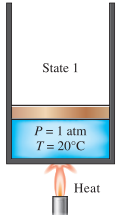 State 1
P = 1 atm
T = 20°C
Heat